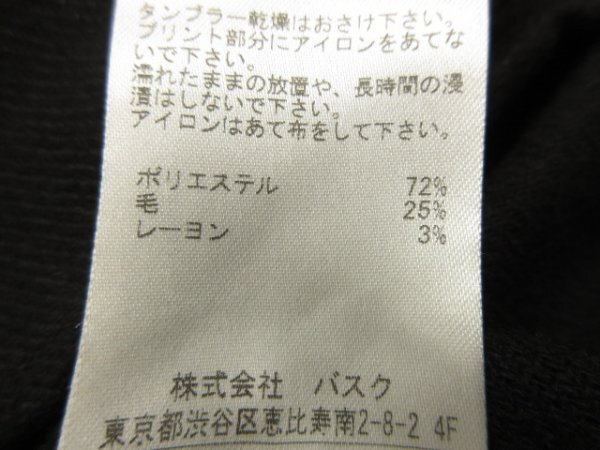 タンブラー乾燥はおさけ下さい。
プリント部分にアイロンをあてな
いで下さい。
濡れたままの放置や、長時間の浸
漬はしないで下さい。
アイロンはあて布をして下さい。
ポリエステル 72%
毛 25%
レーヨン 3%
株式会社 バスク
東京都渋谷区恵比寿南2-8-2 4F